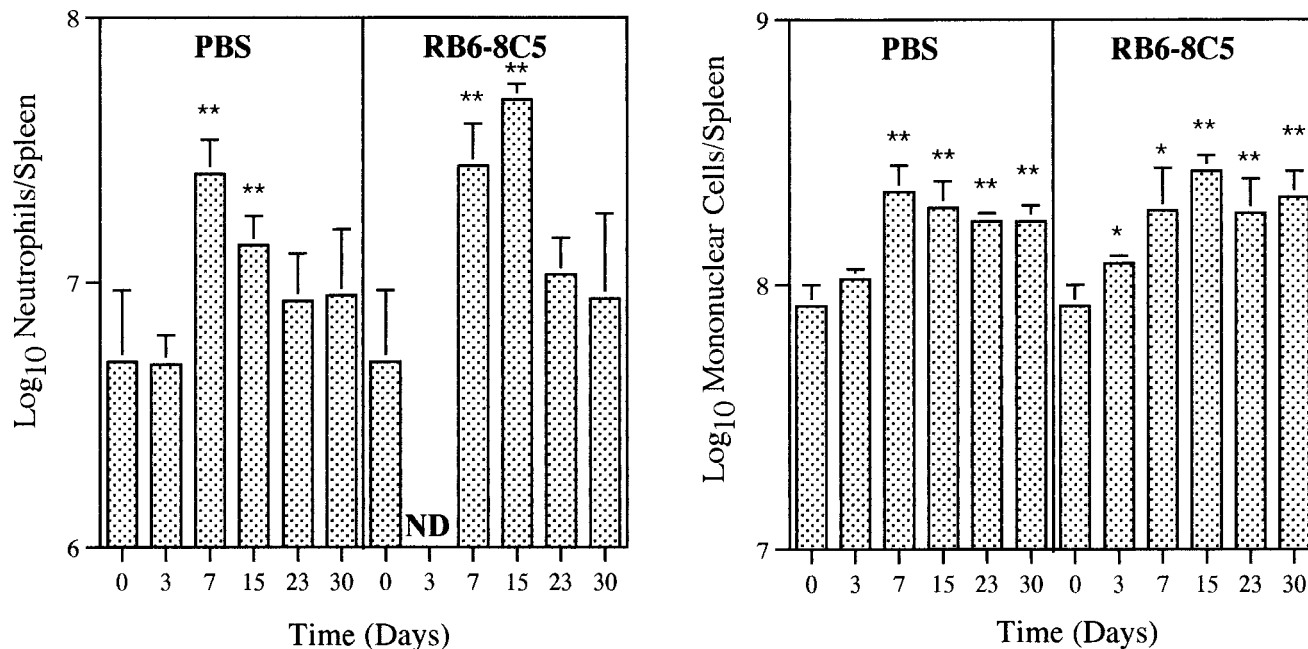 Log10 Neutrophils/Spleen
8
7
6
PBS
RB6-8C5
**
**
**
**
ND
0 3 7 15 23 30 0 3 7 15 23 30
Time (Days)
Log10 Mononuclear Cells/Spleen
9
8
7
PBS
RB6-8C5
** ** ** **
* * ** ** **
0 3 7 15 23 30 0 3 7 15 23 30
Time (Days)